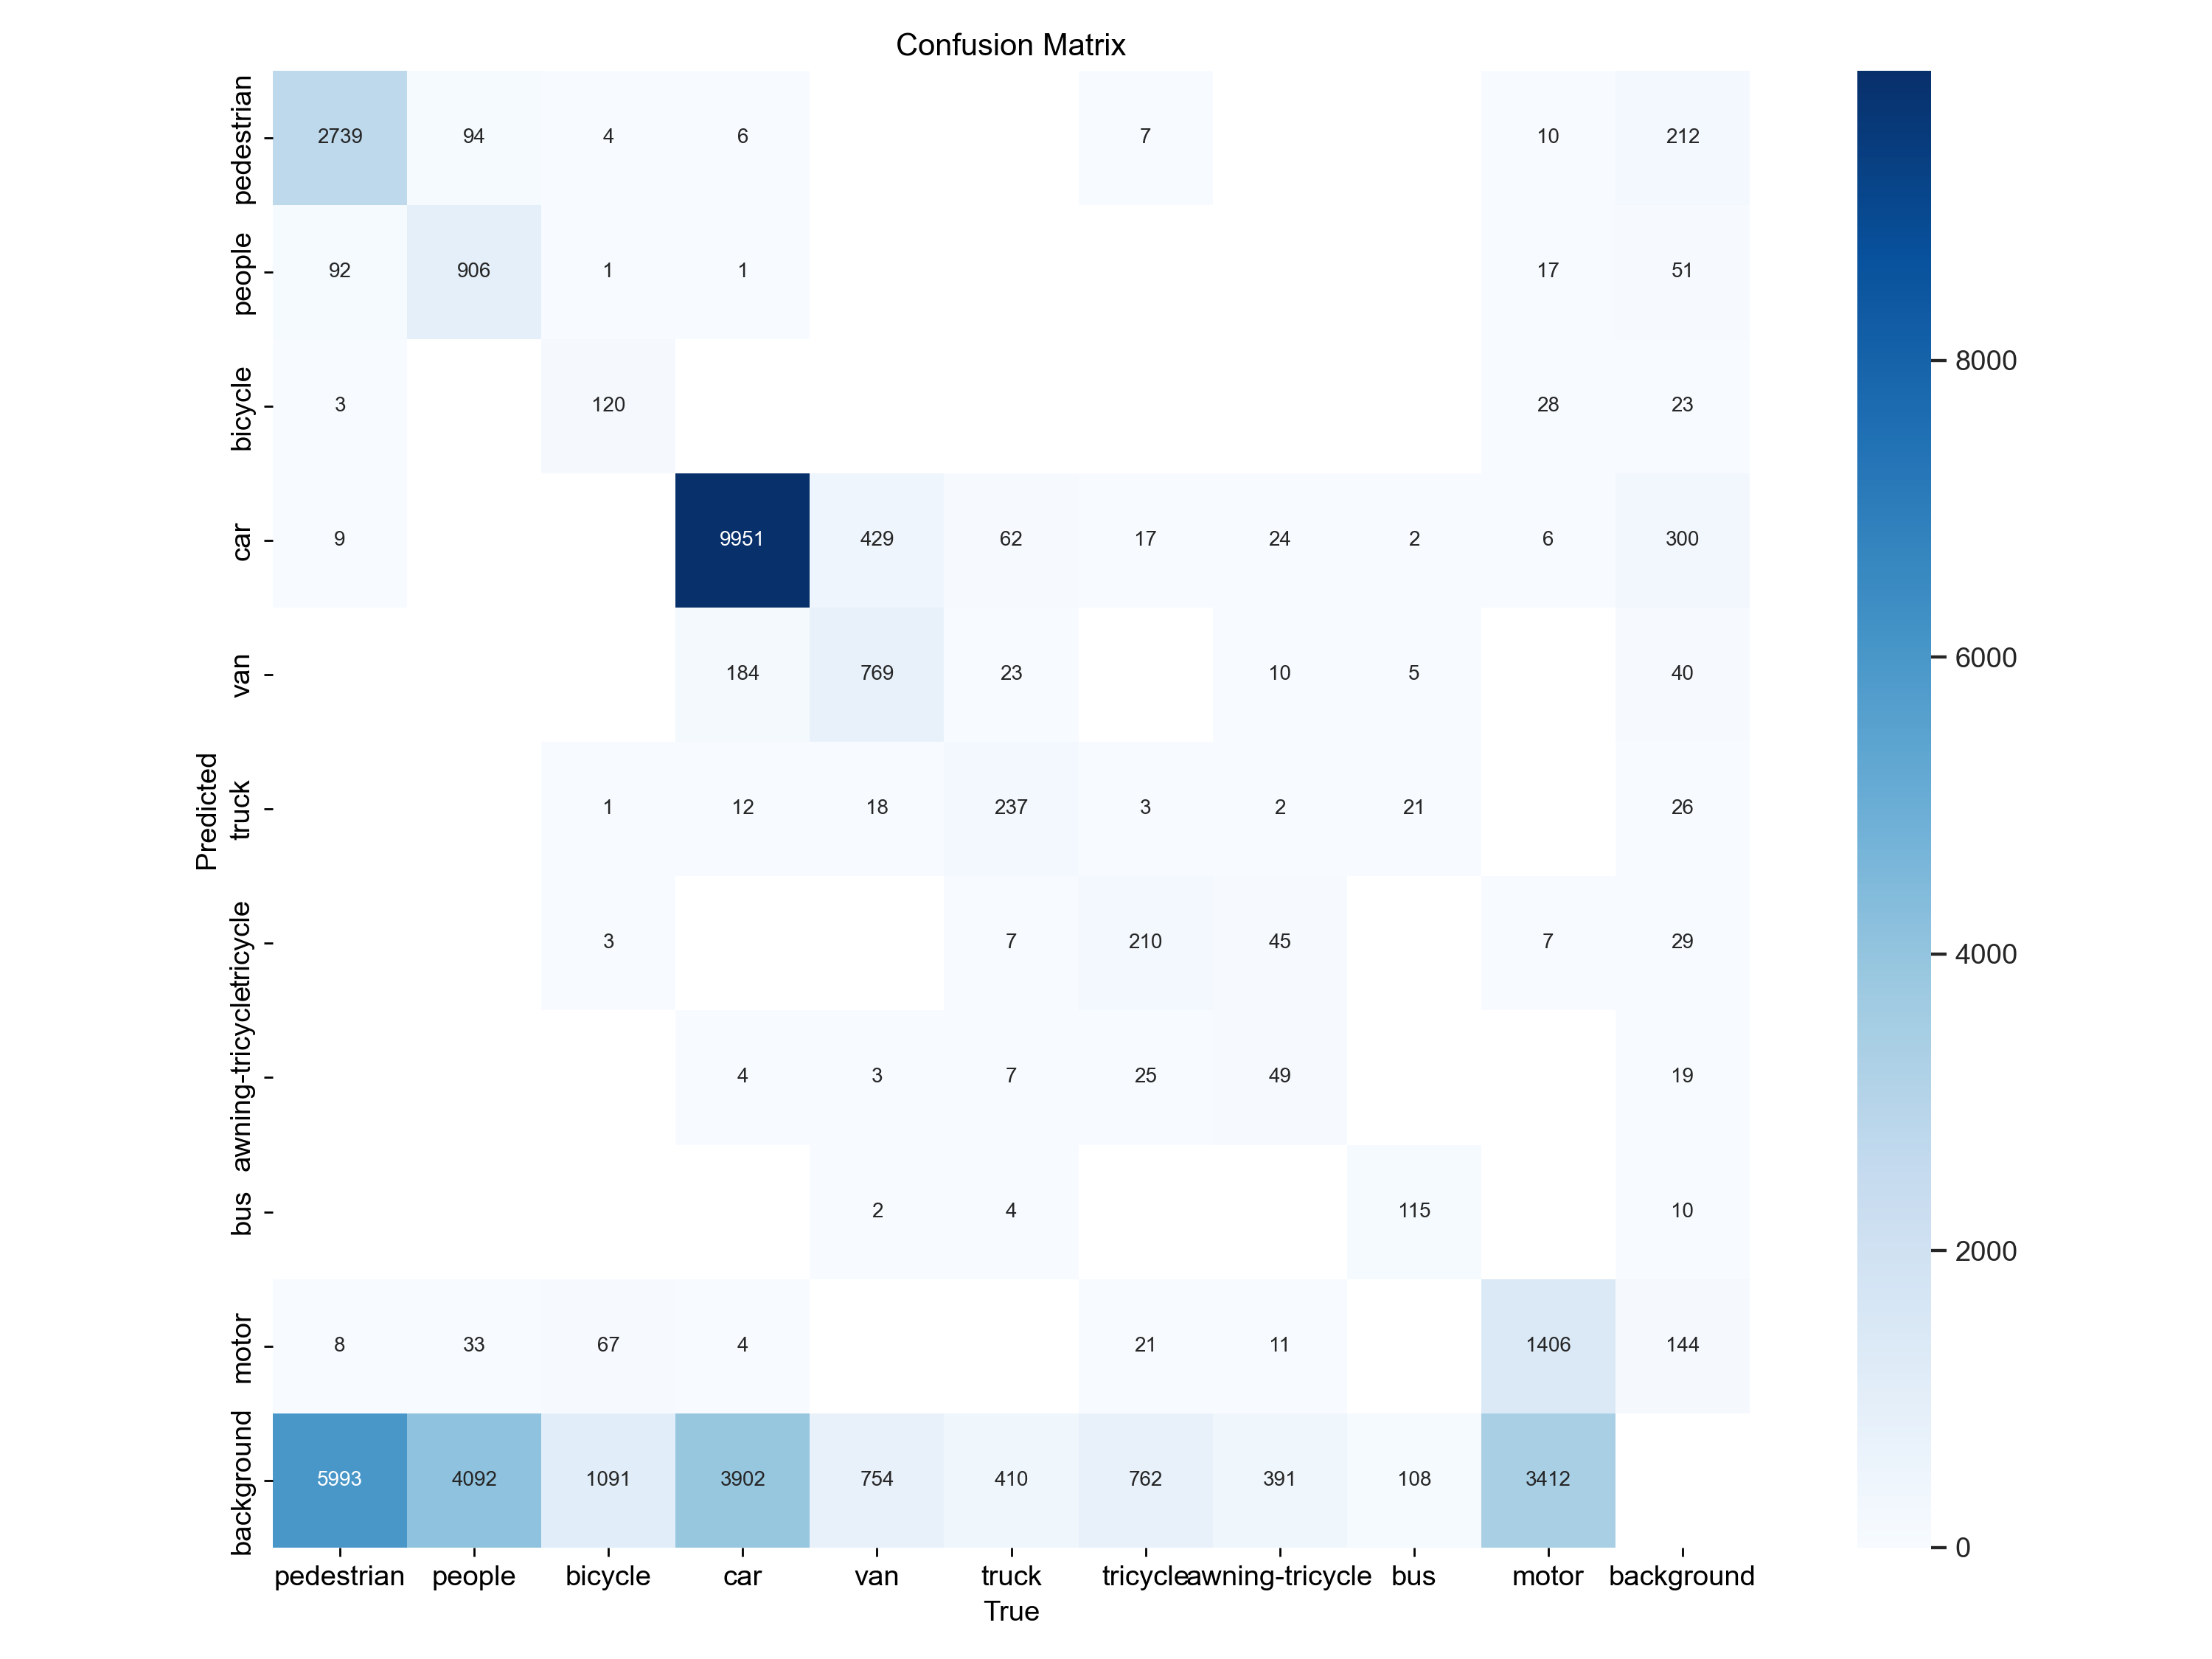 Confusion Matrix
pedestrian 2739 94 4 6 7 10 212
people 92 906 1 1 17 51
bicycle 3 120 28 23
8000
car 9 9951 429 62 17 24 2 6 300
6000
van 184 769 23 10 5 40
Predicted
truck 1 12 18 237 3 2 21 26
tricycle 3 7 210 45 7 29
4000
awning-tricycle 4 3 7 25 49 19
bus 2 4 115 10
2000
motor 8 33 67 4 21 11 1406 144
background 5993 4092 1091 3902 754 410 762 391 108 3412
0
pedestrian people bicycle car van truck tricycle awning-tricycle bus motor background
True